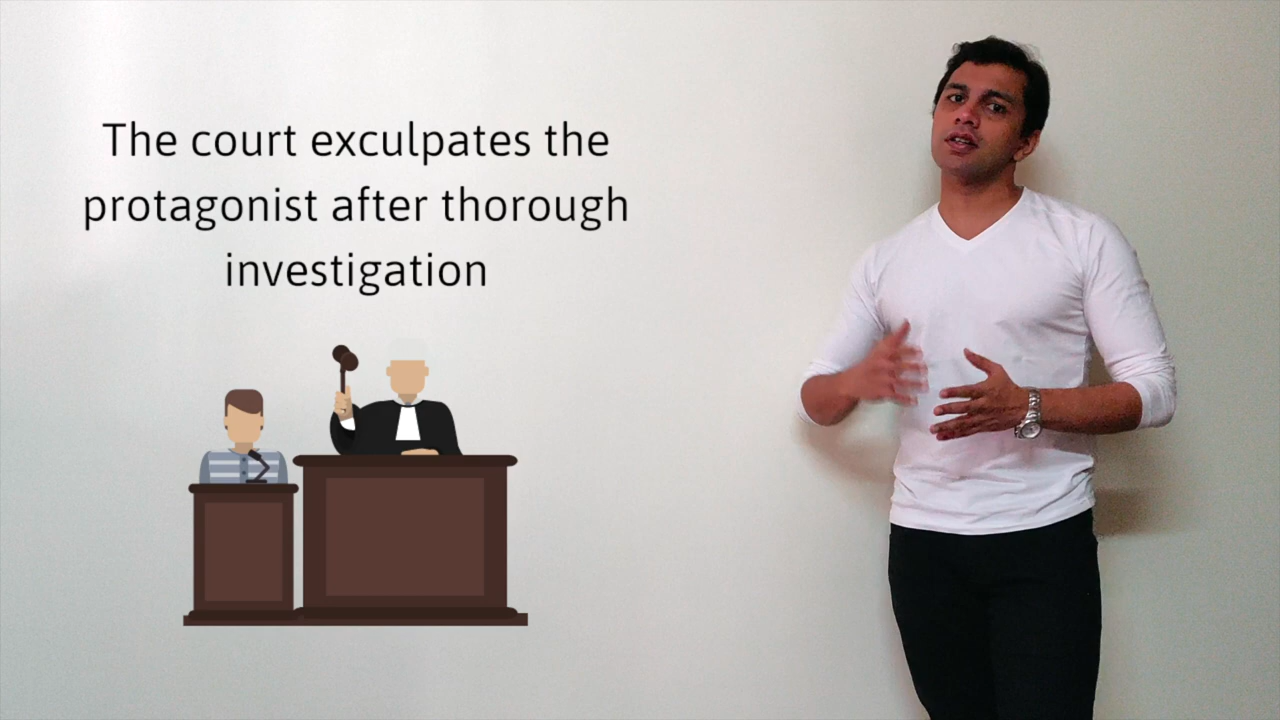 The court exculpates the
protagonist after thorough
investigation